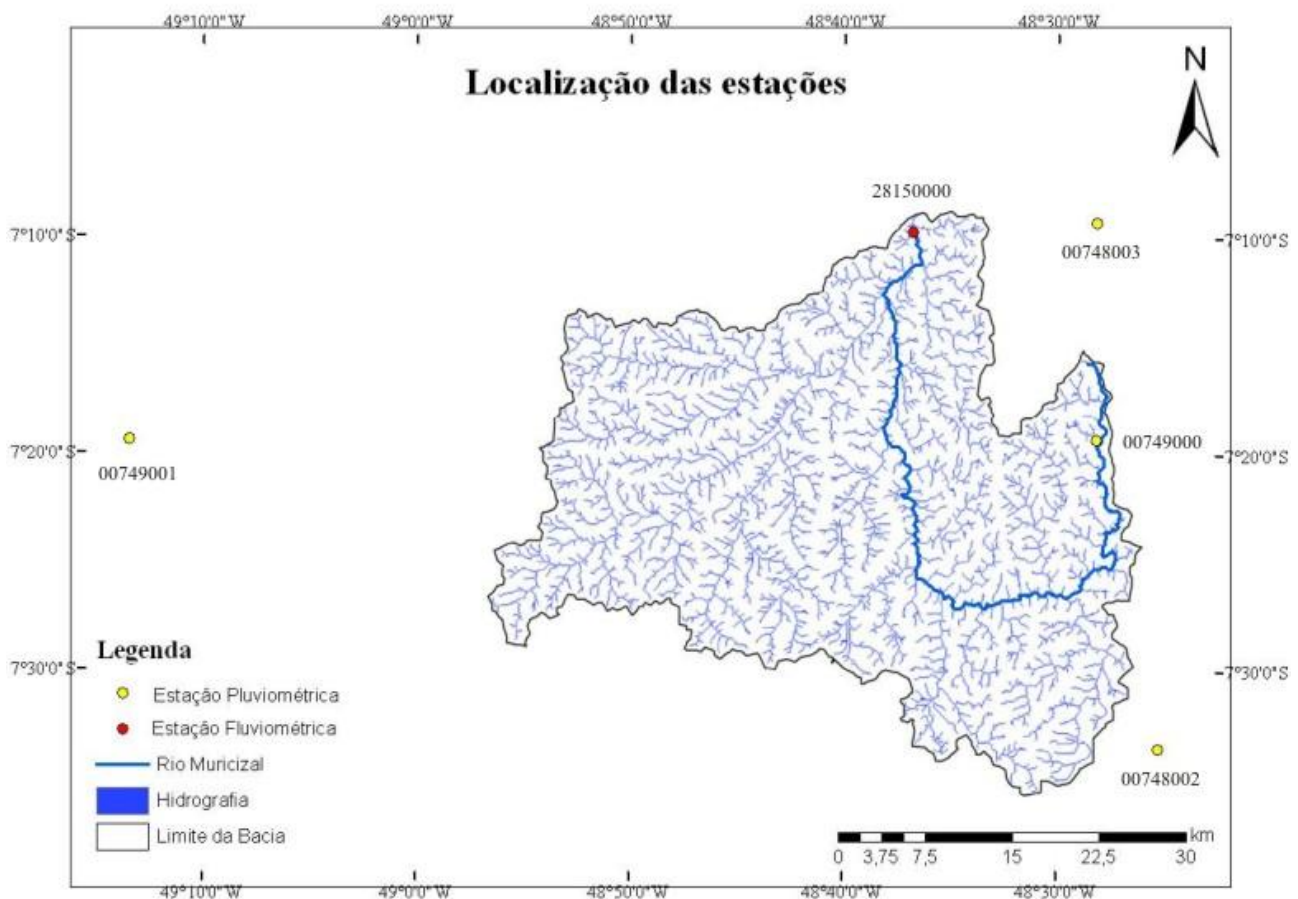 49°10'0"W 49°0'0"W 48°50'0"W 48°40'0"W 48°30'0"W
Localização das estações
N
28150000
7°10'0"S
7°10'0"S
00748003
7°20'0"S
00749001
00749000
7°20'0"S
Legenda
7°30'0"S
7°30'0"S
Estação Pluviométrica
Estação Fluviométrica
Rio Muricizal
00748002
Hidrografia
Limite da Bacia
km
0 3,75 7,5 15 22,5 30
49°10'0"W 49°0'0"W 48°50'0"W 48°40'0"W 48°30'0"W